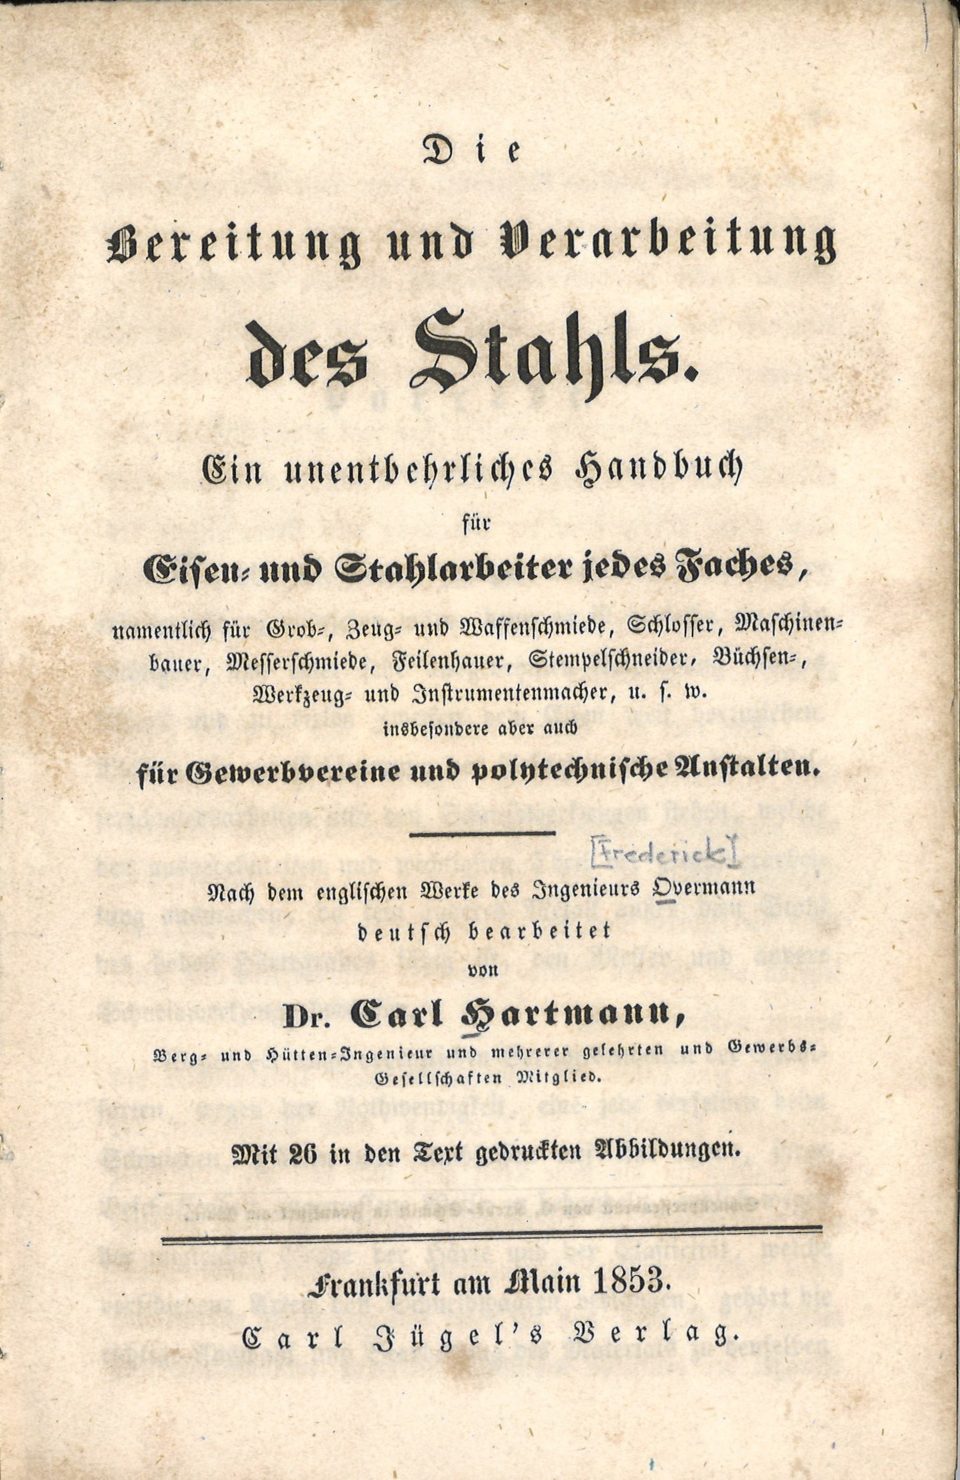 Die
Bereitung und Verarbeitung
des Stahls.
Ein unentbehrliches Handbuch
für
Eisen- und Stahlarbeiter jedes Faches,
namentlich für Grob-, Zeug- und Waffenschmiede, Schlosser, Maschinen-
bauer, Messerschmiede, Feilenhauer, Stempelschneider, Büchsen-,
Werkzeug- und Instrumentenmacher, u. s. w.
insbesondere aber auch
für Gewerbvereine und polytechnische Anstalten.
[Frederick]
Nach dem englischen Werke des Ingenieurs Overmann
deutsch bearbeitet
von
Dr. Carl Hartmann,
Berg- und Hütten-Ingenieur und mehrerer gelehrten und Gewerbs-
Gesellschaften Mitglied.
Mit 26 in den Text gedruckten Abbildungen.
Frankfurt am Main 1853.
Carl Jügel's Verlag.